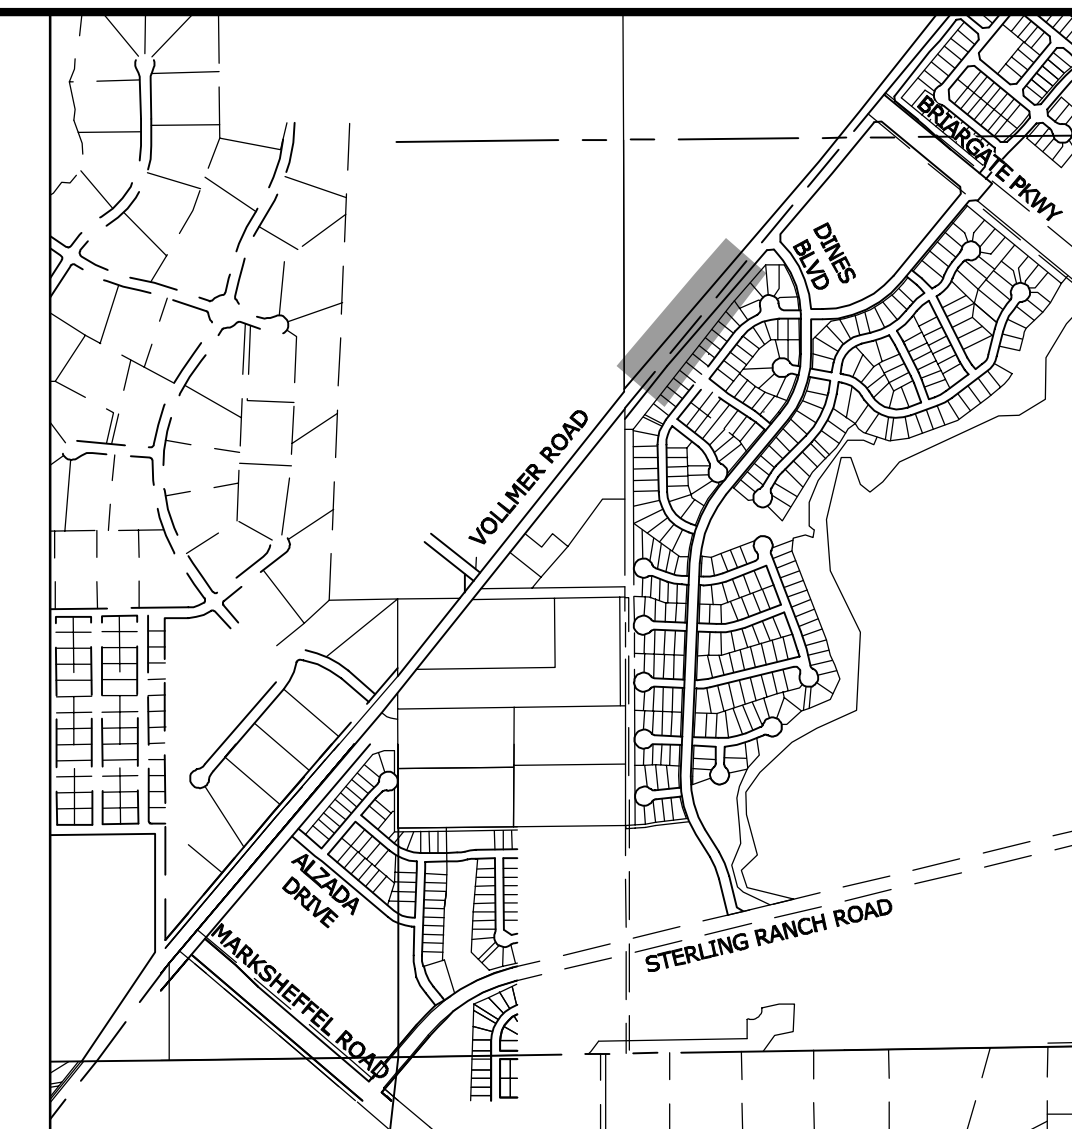 BRIARGATE PKWY
DINES
BLVD
VOLLMER ROAD
ALZADA
DRIVE
STERLING RANCH ROAD
MARKSHEFFEL ROAD